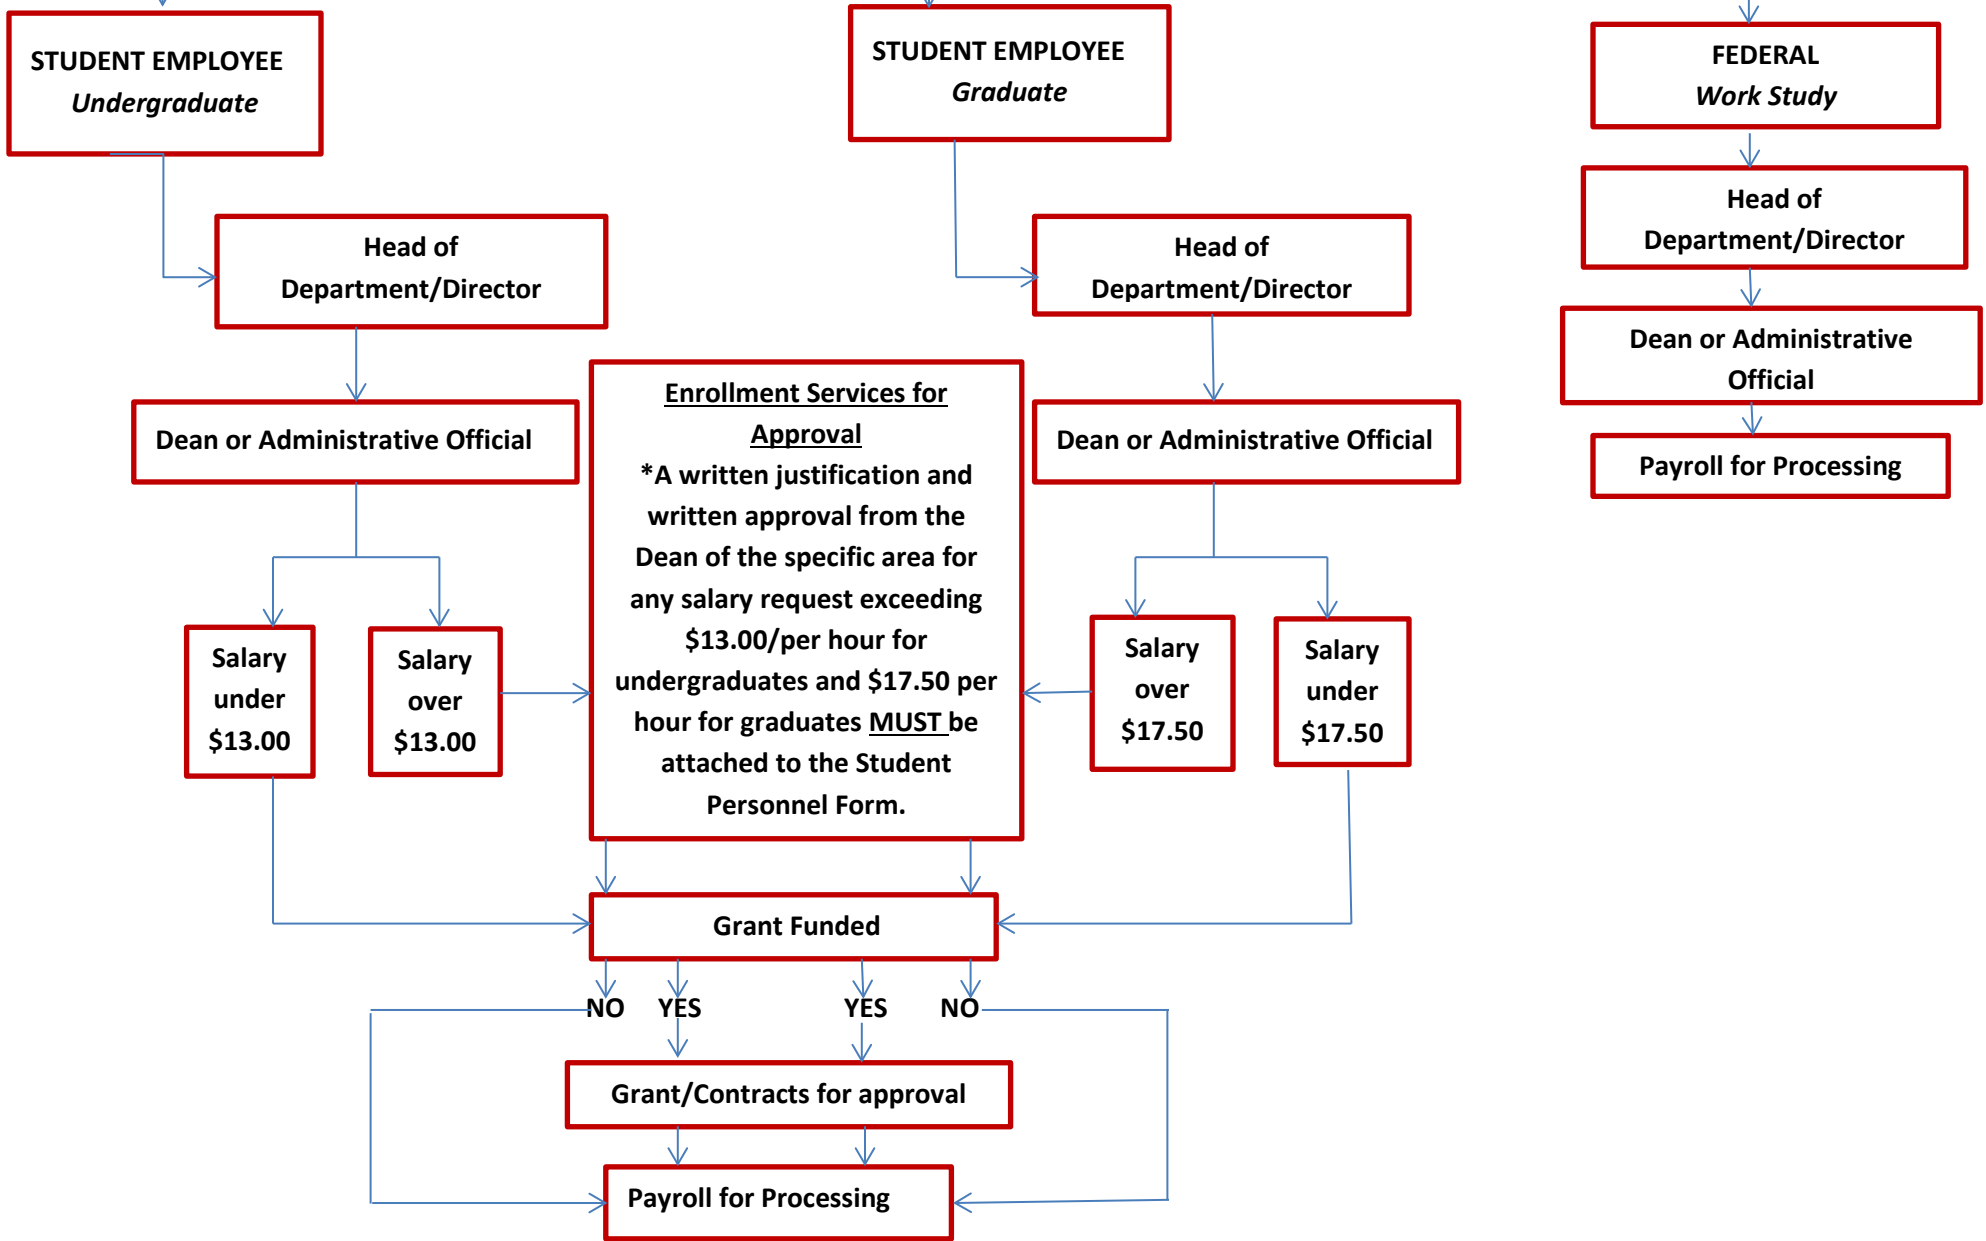 STUDENT EMPLOYEE
Undergraduate
STUDENT EMPLOYEE
Graduate
FEDERAL
Work Study
Head of
Department/Director
Head of
Department/Director
Head of
Department/Director
Dean or Administrative Official
Enrollment Services for
Approval
*A written justification and
written approval from the
Dean of the specific area for
any salary request exceeding
$13.00/per hour for
undergraduates and $17.50 per
hour for graduates MUST be
attached to the Student
Personnel Form.
Dean or Administrative Official
Dean or Administrative
Official
Payroll for Processing
Salary
under
$13.00
Salary
over
$13.00
Salary
over
$17.50
Salary
under
$17.50
Grant Funded
NO YES YES NO
Grant/Contracts for approval
Payroll for Processing